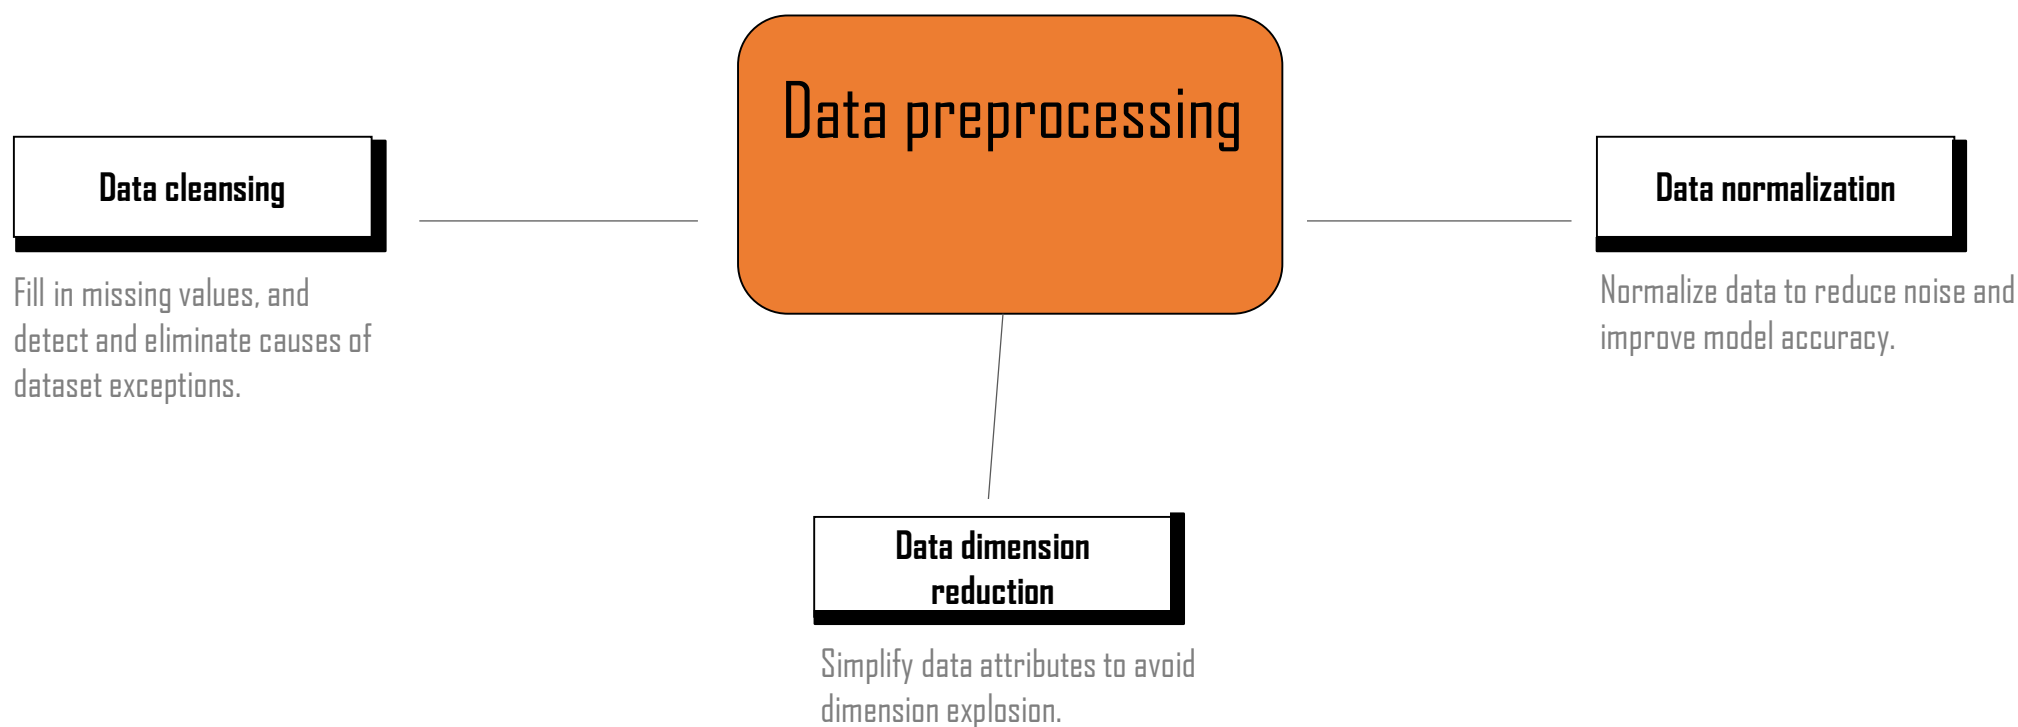 Data preprocessing
Data cleansing
Fill in missing values, and
detect and eliminate causes of
dataset exceptions.
Data normalization
Normalize data to reduce noise and
improve model accuracy.
Data dimension
reduction
Simplify data attributes to avoid
dimension explosion.